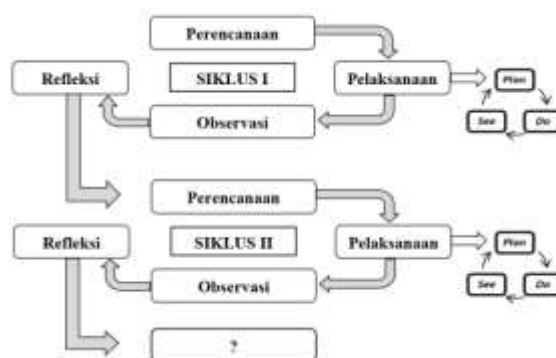 Perencanaan
Refleksi
SIKLUS I
Pelaksanaan
Plan
Observasi
See
Do
Perencanaan
Refleksi
SIKLUS II
Pelaksanaan
Plan
Observasi
See
Do
?